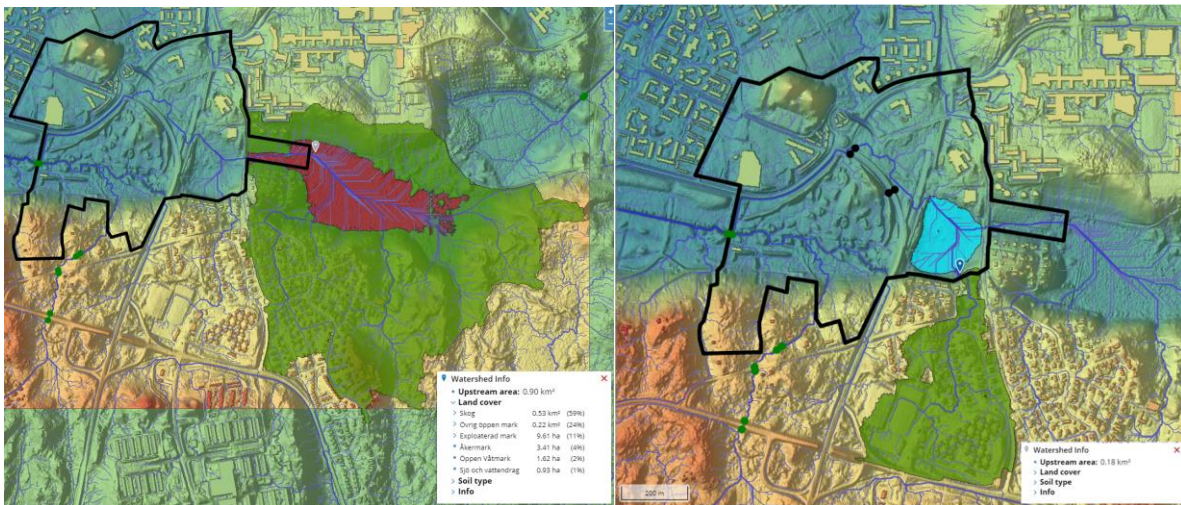 Watershed Info
Upstream area: 0.90 km²
Land cover
Skog 0.53 km² (59%)
Övrig öppen mark 0.22 km² (24%)
Exploaterad mark 9.61 ha (11%)
Åkermark 3.41 ha (4%)
Öppen Våtmark 1.62 ha (2%)
Sjö och vattendrag 0.93 ha (1%)
Soil type
Info
200 m
Watershed Info
Upstream area: 0.18 km²
Land cover
Soil type
Info